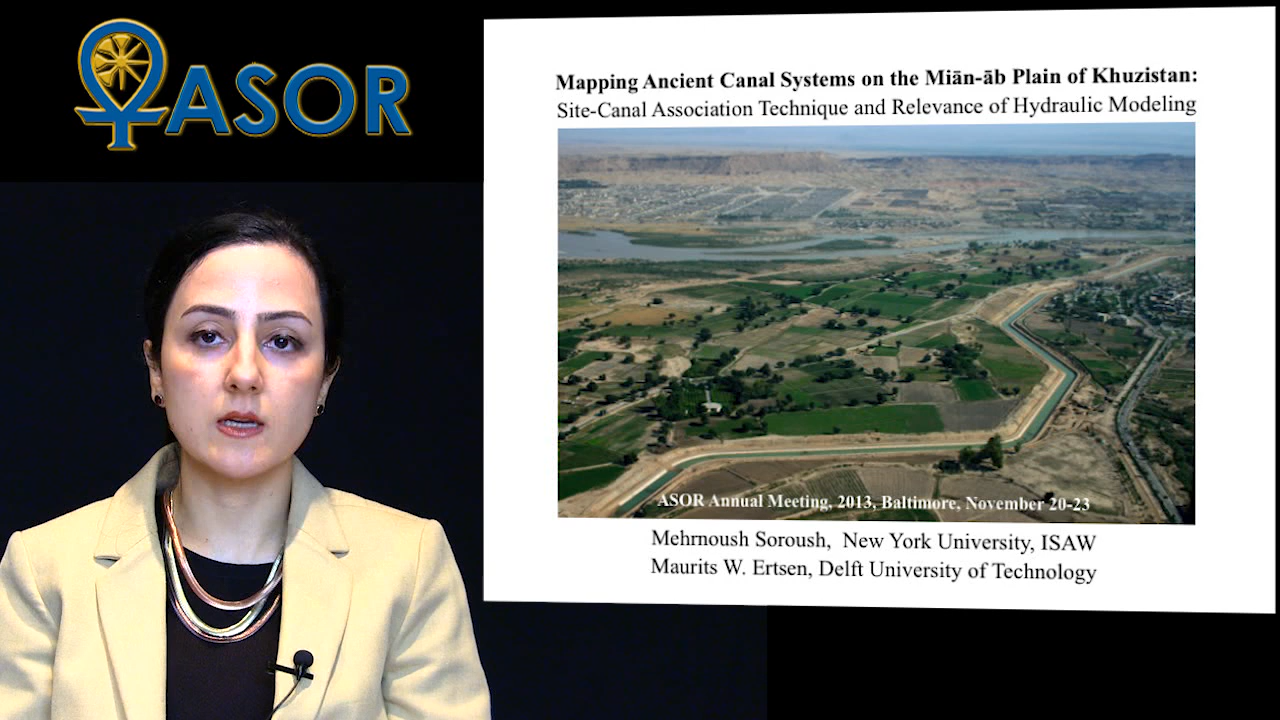 ASOR
Mapping Ancient Canal Systems on the Miān-āb Plain of Khuzistan:
Site-Canal Association Technique and Relevance of Hydraulic Modeling
ASOR Annual Meeting, 2013, Baltimore, November 20-23
Mehrnoush Soroush, New York University, ISAW
Maurits W. Ertsen, Delft University of Technology